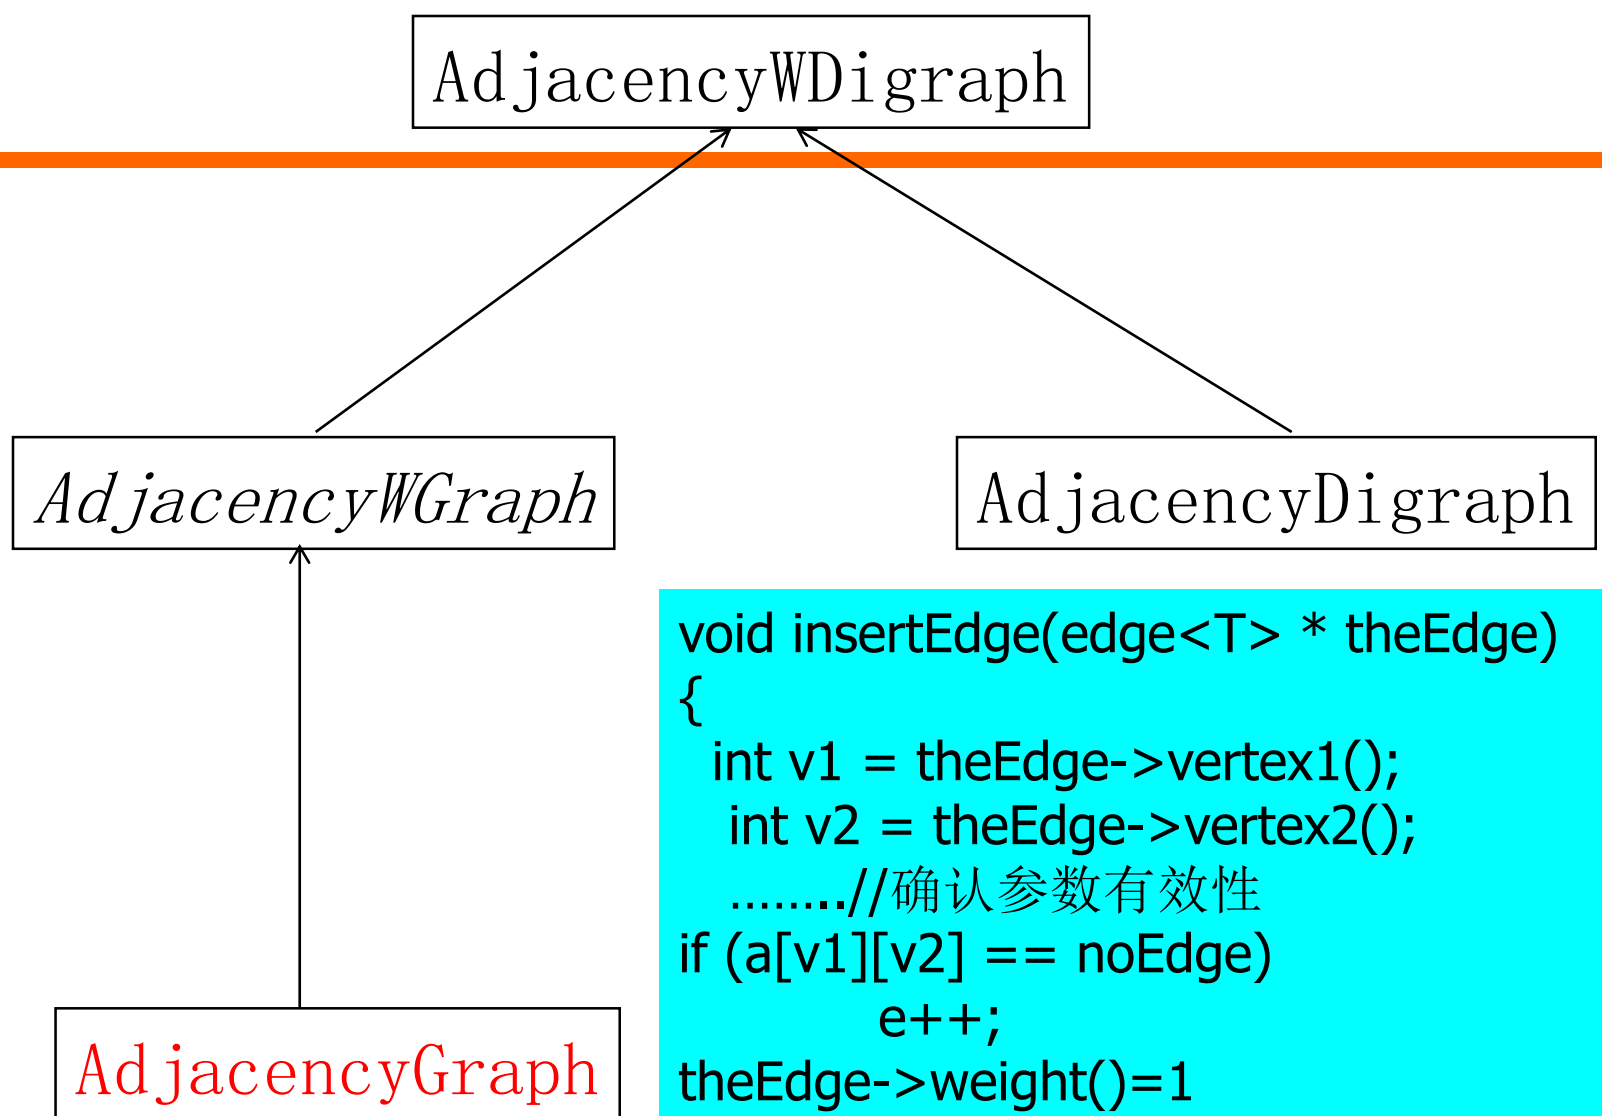 AdjacencyWDigraph
AdjacencyWGraph
AdjacencyDigraph
void insertEdge(edge<T> * theEdge)
{
int v1 = theEdge->vertex1();
int v2 = theEdge->vertex2();
……..//确认参数有效性
if (a[v1][v2] == noEdge)
e++;
theEdge->weight()=1
AdjacencyGraph